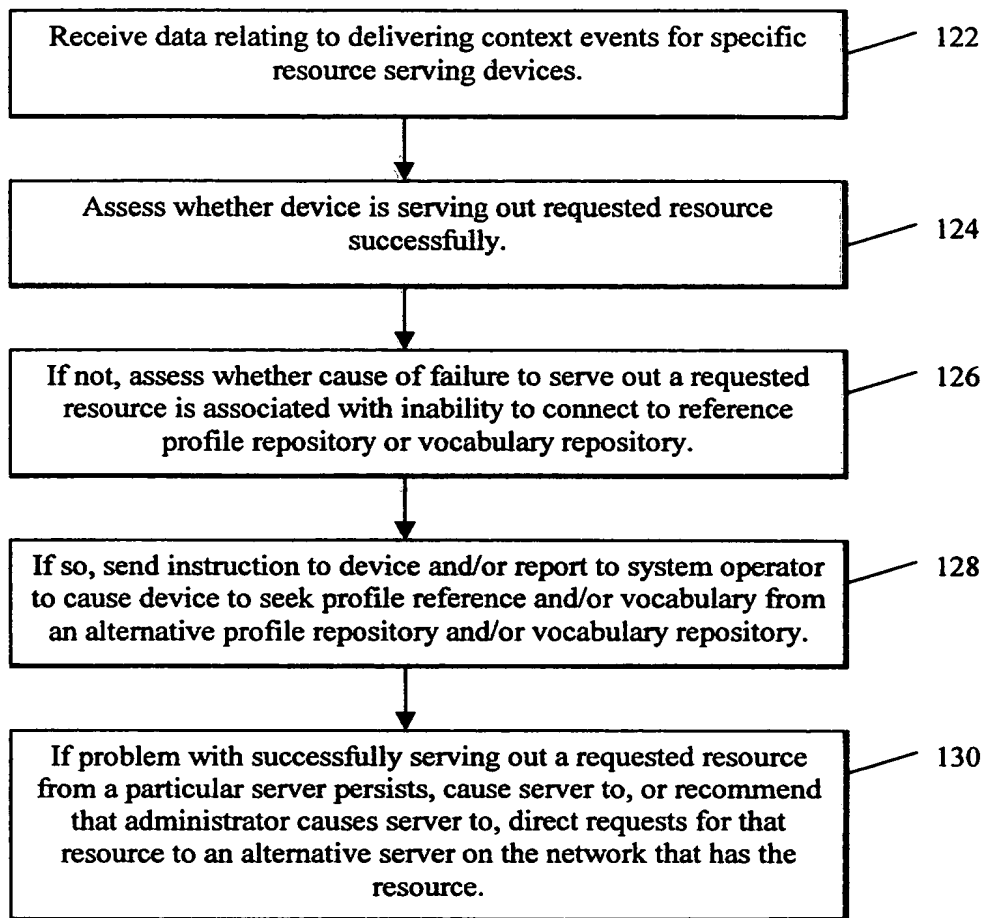 Receive data relating to delivering context events for specific
resource serving devices.
122
Assess whether device is serving out requested resource
successfully.
124
If not, assess whether cause of failure to serve out a requested
resource is associated with inability to connect to reference
profile repository or vocabulary repository.
126
If so, send instruction to device and/or report to system operator
to cause device to seek profile reference and/or vocabulary from
an alternative profile repository and/or vocabulary repository.
128
If problem with successfully serving out a requested resource
from a particular server persists, cause server to, or recommend
that administrator causes server to, direct requests for that
resource to an alternative server on the network that has the
resource.
130